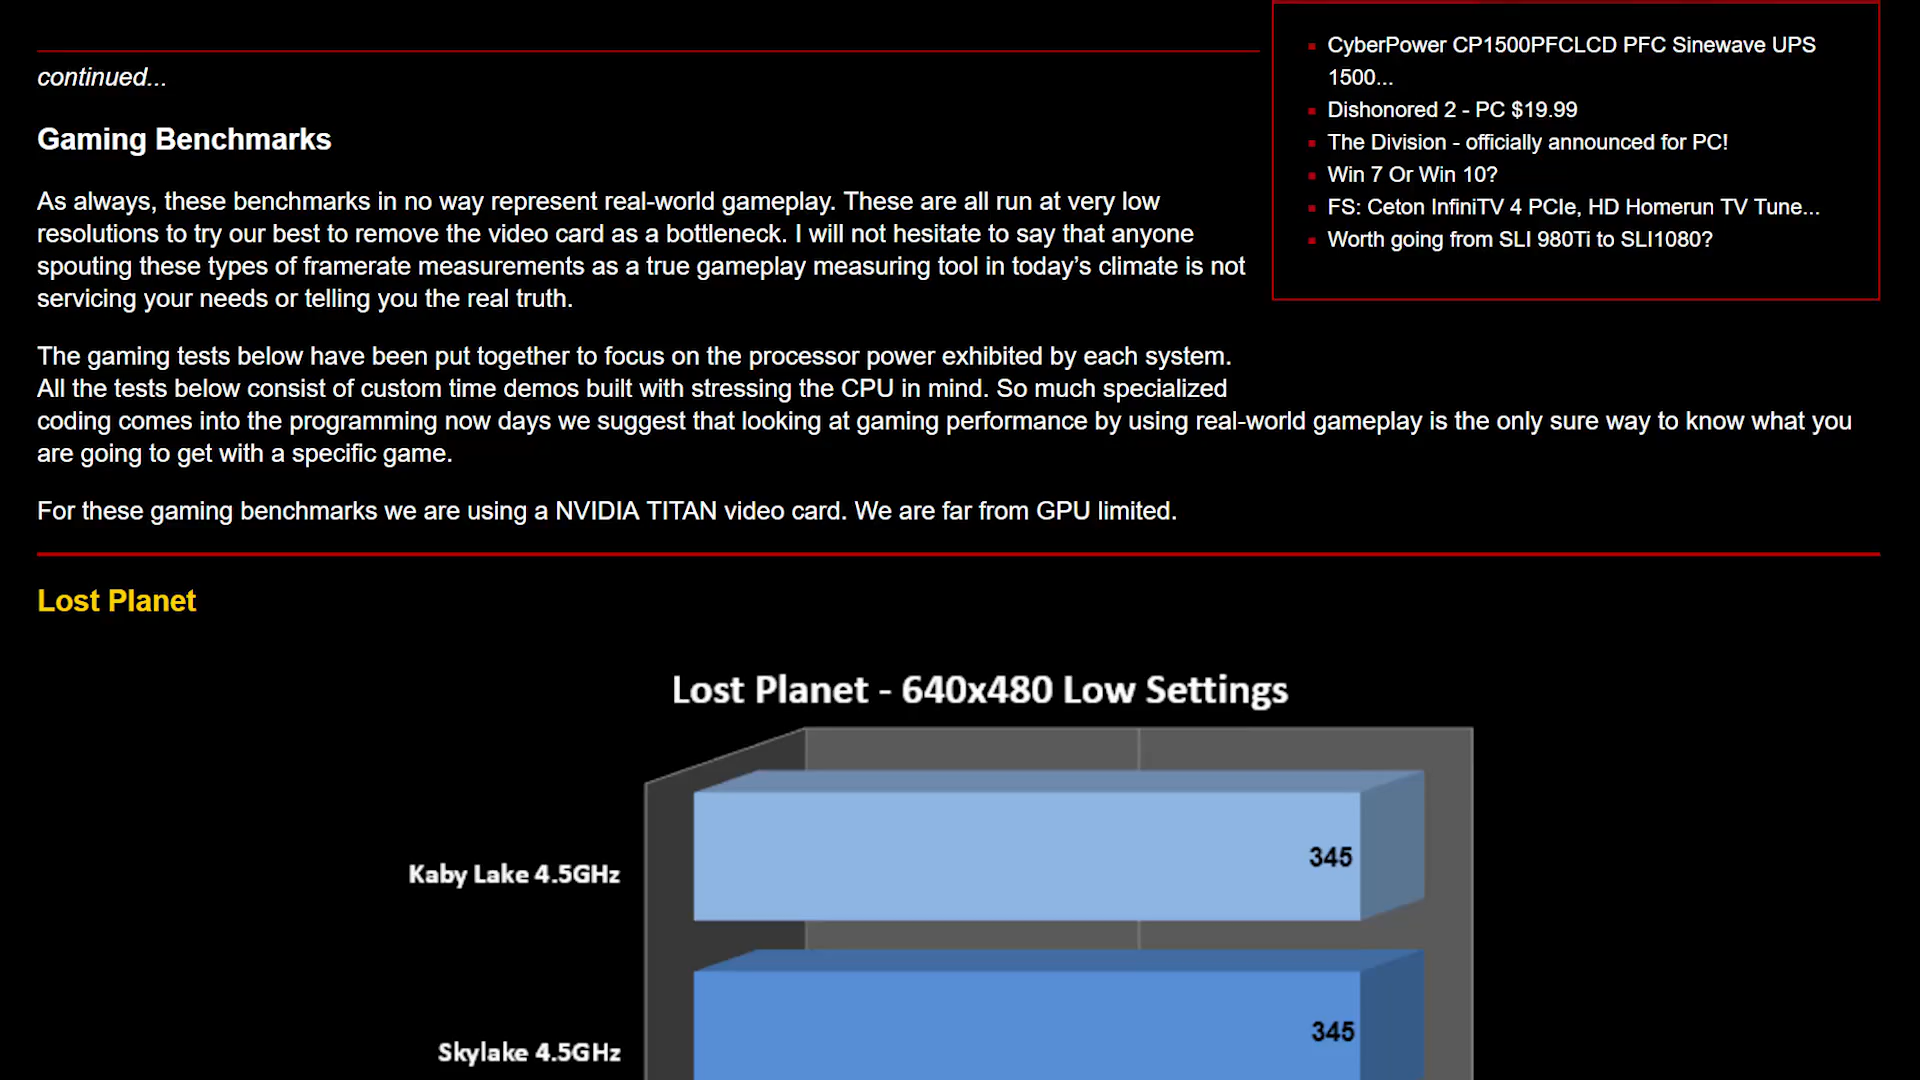 continued...
Gaming Benchmarks
As always, these benchmarks in no way represent real-world gameplay. These are all run at very low
resolutions to try our best to remove the video card as a bottleneck. I will not hesitate to say that anyone
spouting these types of framerate measurements as a true gameplay measuring tool in today’s climate is not
servicing your needs or telling you the real truth.
The gaming tests below have been put together to focus on the processor power exhibited by each system.
All the tests below consist of custom time demos built with stressing the CPU in mind. So much specialized
coding comes into the programming now days we suggest that looking at gaming performance by using real-world gameplay is the only sure way to know what you
are going to get with a specific game.
For these gaming benchmarks we are using a NVIDIA TITAN video card. We are far from GPU limited.
CyberPower CP1500PFCLCD PFC Sinewave UPS
1500...
Dishonored 2 - PC $19.99
The Division - officially announced for PC!
Win 7 Or Win 10?
FS: Ceton InfiniTV 4 PCIe, HD Homerun TV Tune...
Worth going from SLI 980Ti to SLI1080?
Lost Planet
Lost Planet - 640x480 Low Settings
Kaby Lake 4.5GHz 345
Skylake 4.5GHz 345